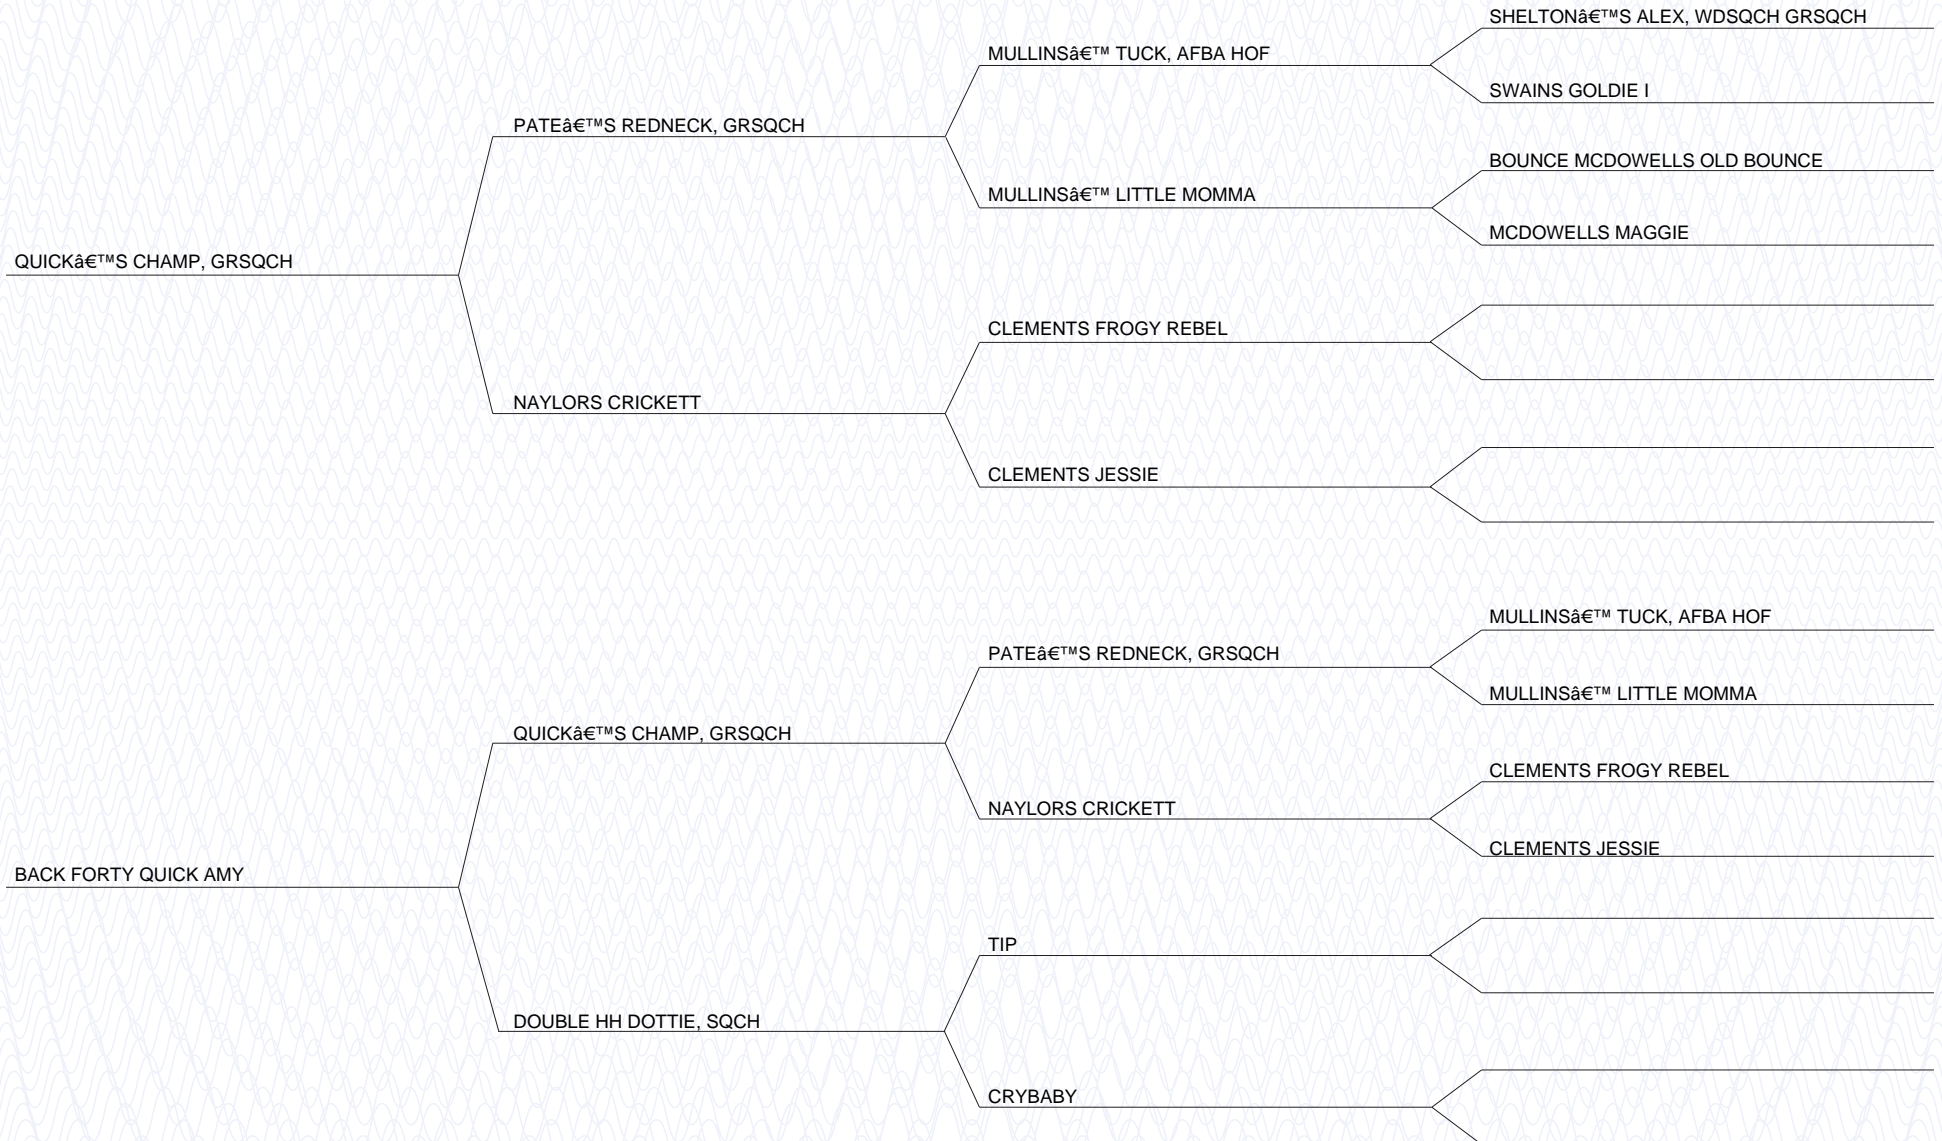 SHELTONâ€™S ALEX, WDSQCH GRSQCH
MULLINSâ€™ TUCK, AFBA HOF
SWAINS GOLDIE I
PATEâ€™S REDNECK, GRSQCH
BOUNCE MCDOWELLS OLD BOUNCE
MULLINSâ€™ LITTLE MOMMA
MCDOWELLS MAGGIE
QUICKâ€™S CHAMP, GRSQCH
CLEMENTS FROGY REBEL
NAYLORS CRICKETT
CLEMENTS JESSIE
MULLINSâ€™ TUCK, AFBA HOF
PATEâ€™S REDNECK, GRSQCH
MULLINSâ€™ LITTLE MOMMA
QUICKâ€™S CHAMP, GRSQCH
CLEMENTS FROGY REBEL
NAYLORS CRICKETT
CLEMENTS JESSIE
BACK FORTY QUICK AMY
TIP
DOUBLE HH DOTTIE, SQCH
CRYBABY